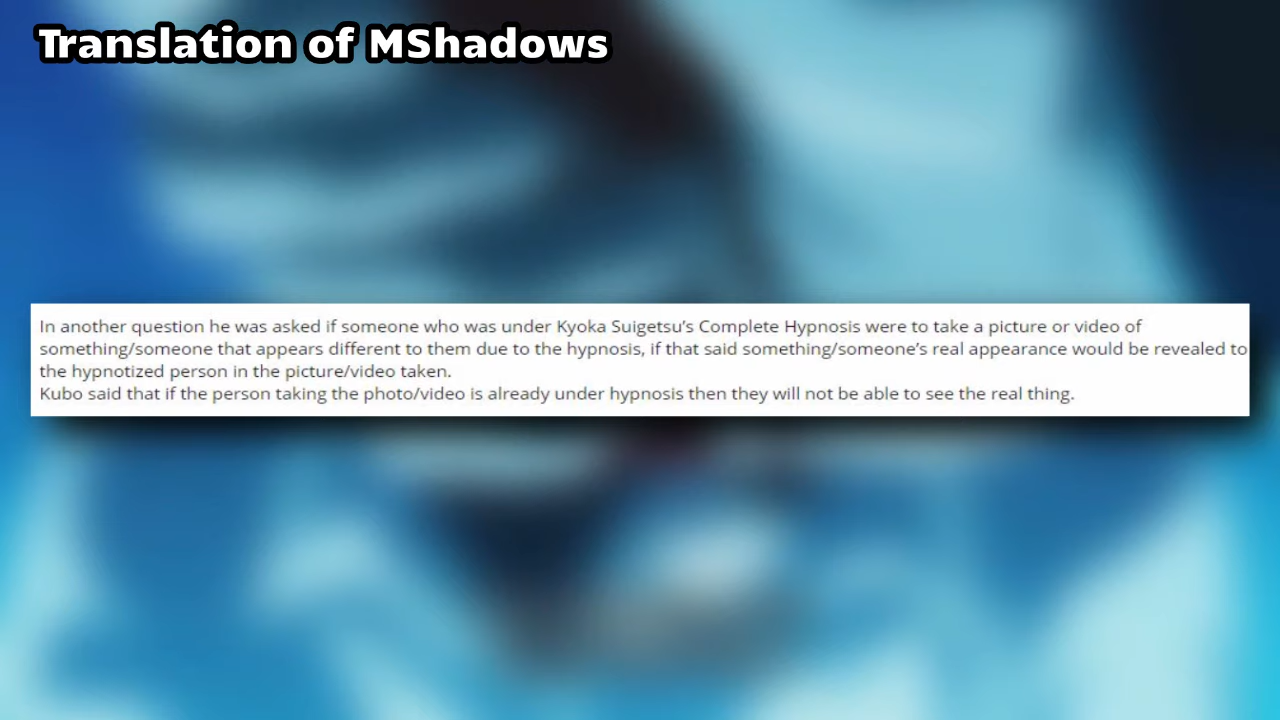 Translation of MShadows
In another question he was asked if someone who was under Kyoka Suigetsu’s Complete Hypnosis were to take a picture or video of
something/someone that appears different to them due to the hypnosis, if that said something/someone’s real appearance would be revealed to
the hypnotized person in the picture/video taken.
Kubo said that if the person taking the photo/video is already under hypnosis then they will not be able to see the real thing.